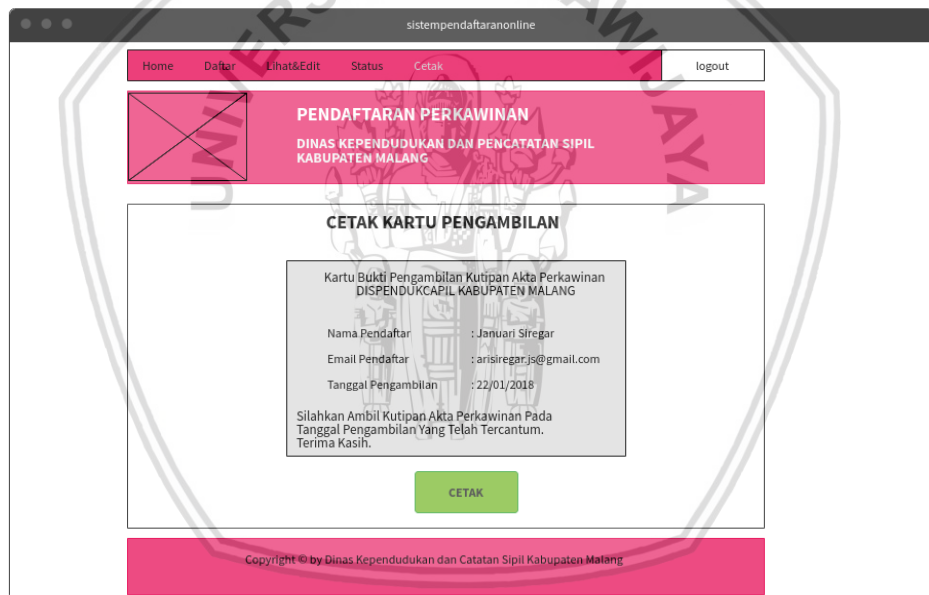 sistempendaftaranonline
Home Daftar Lihat&Edit Status Cetak logout
PENDAFTARAN PERKAWINAN
DINAS KEPENDUDUKAN DAN PENCATATAN SIPIL
KABUPATEN MALANG
CETAK KARTU PENGAMBILAN
Kartu Bukti Pengambilan Kutipan Akta Perkawinan
DISPENDUKCAPIL KABUPATEN MALANG
Nama Pendaftar : Januari Siregar
Email Pendaftar : arisiregar.js@gmail.com
Tanggal Pengambilan : 22/01/2018
Silahkan Ambil Kutipan Akta Perkawinan Pada
Tanggal Pengambilan Yang Telah Tercantum.
Terima Kasih.
CETAK
Copyright © by Dinas Kependudukan dan Catatan Sipil Kabupaten Malang